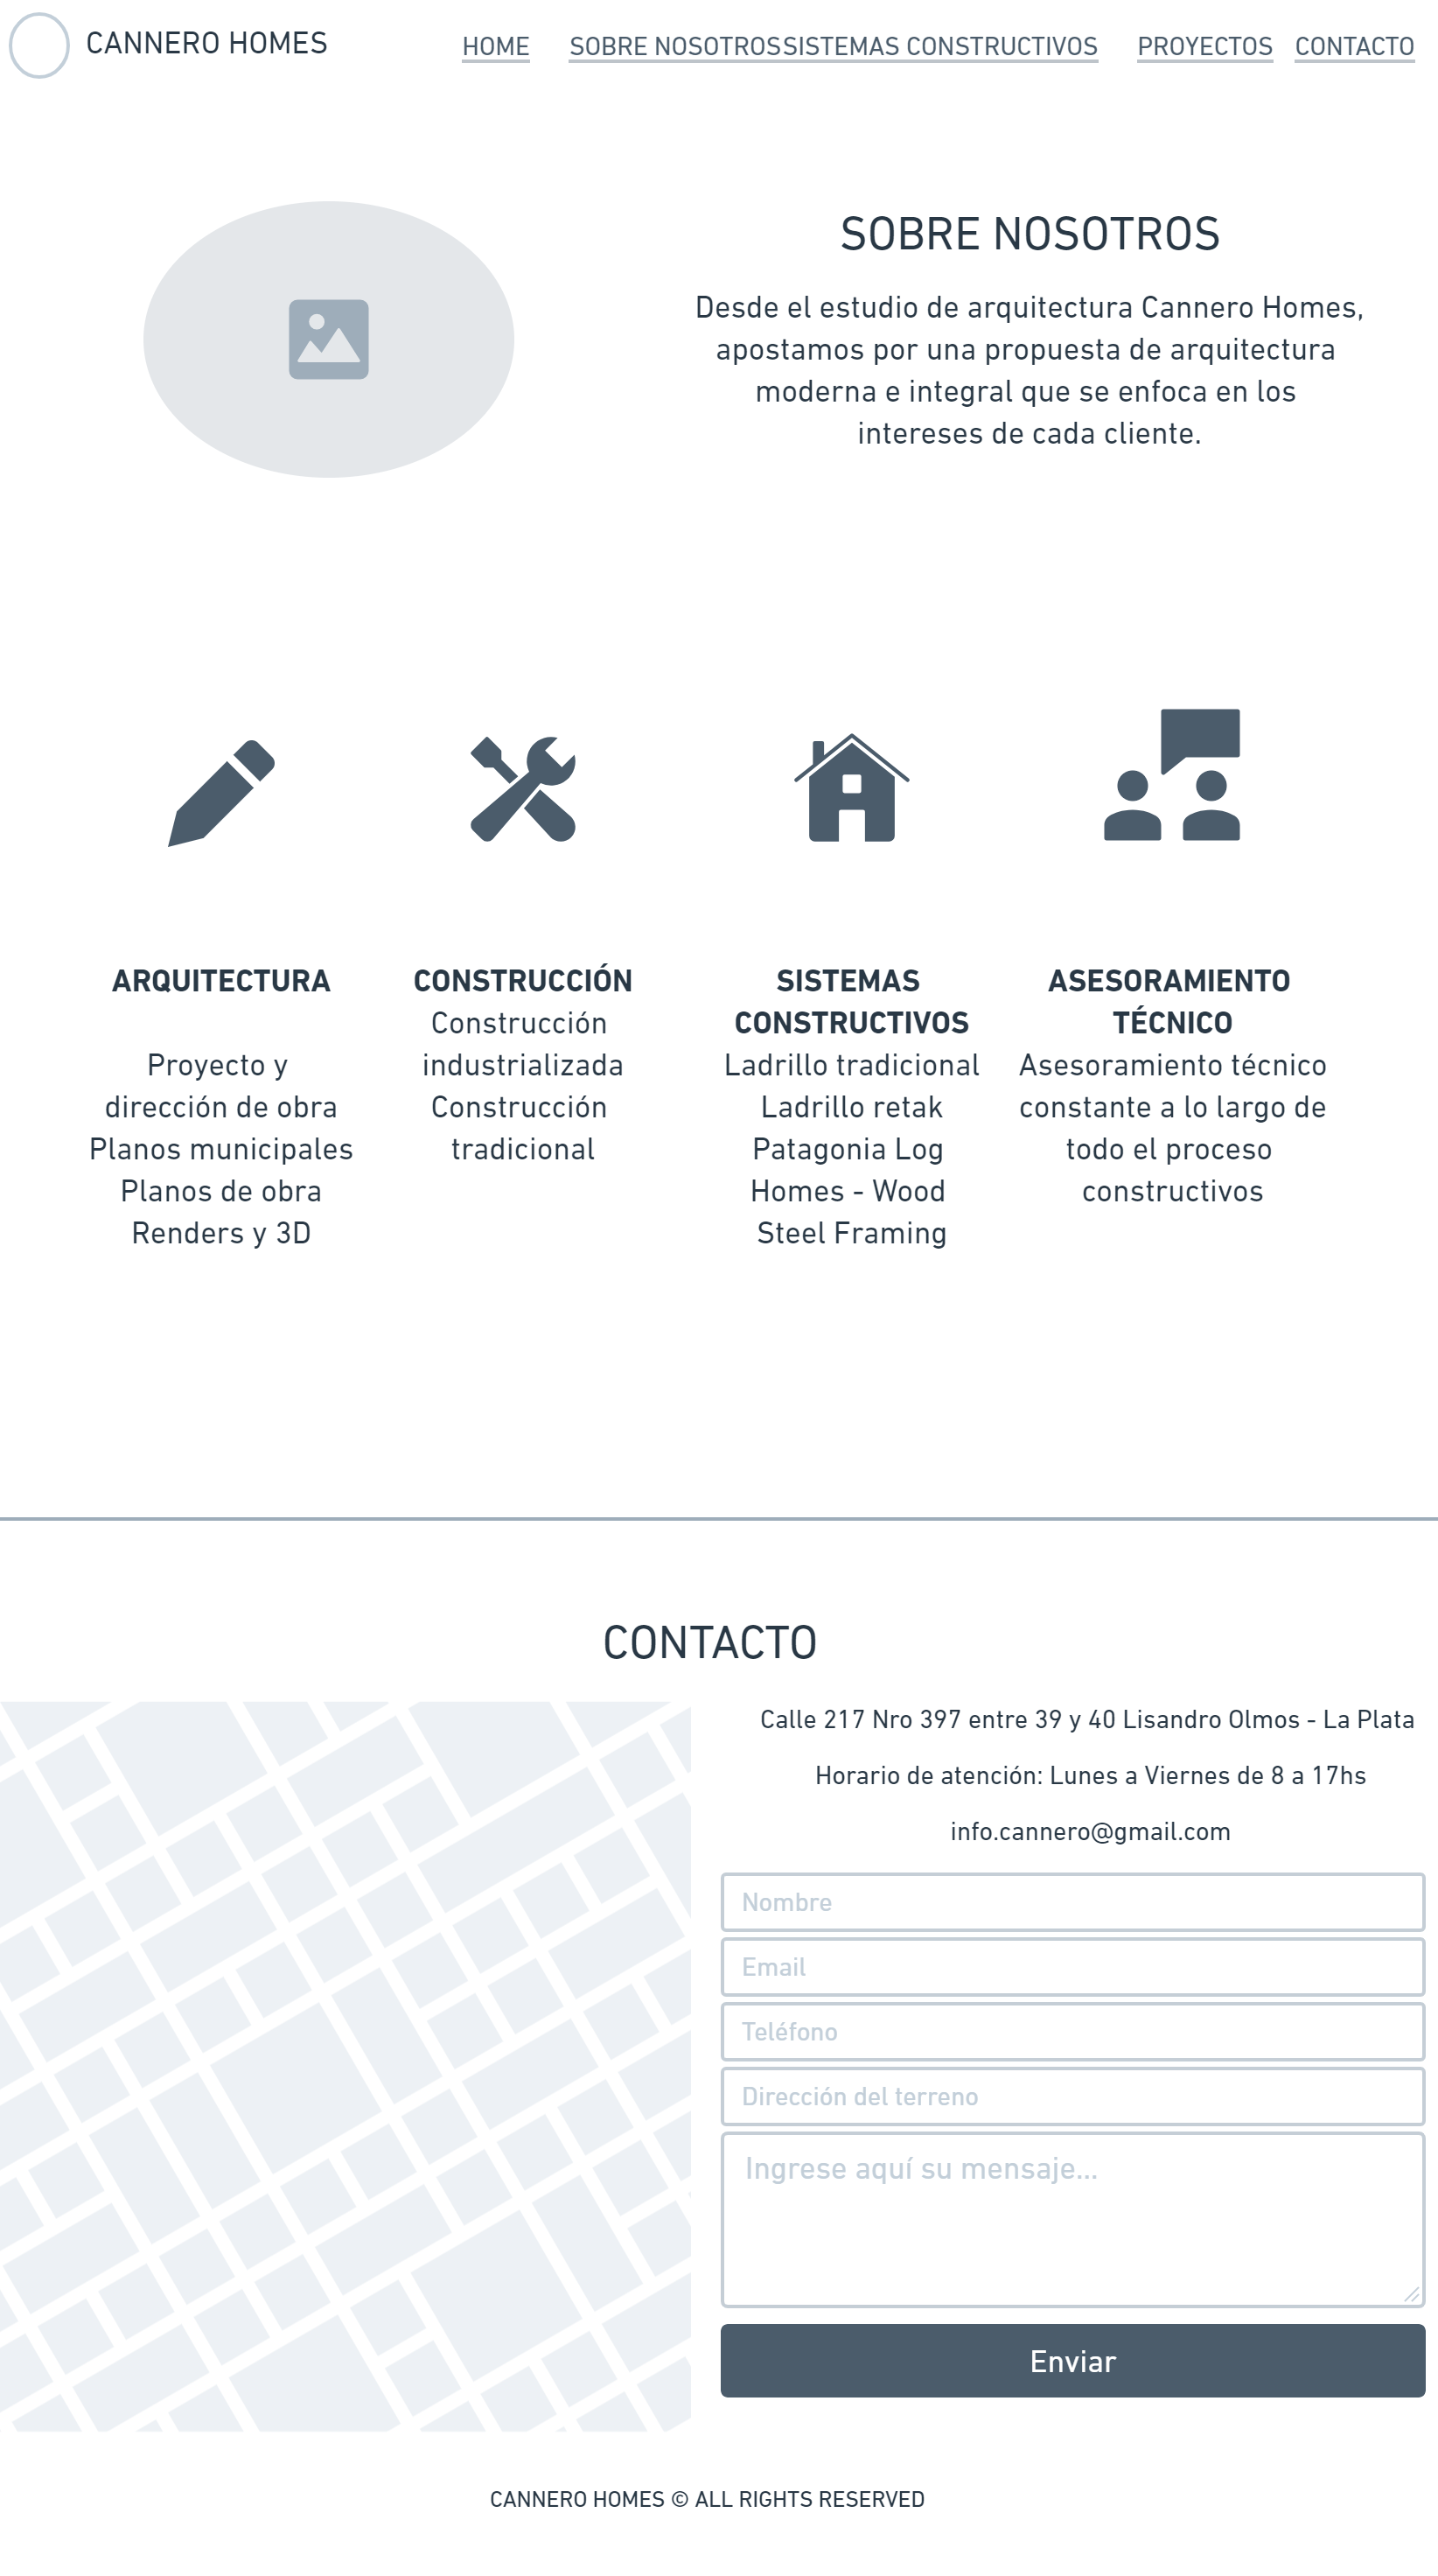 CANNERO HOMES
HOME SOBRE NOSOTROS SISTEMAS CONSTRUCTIVOS PROYECTOS CONTACTO
SOBRE NOSOTROS
Desde el estudio de arquitectura Cannero Homes,
apostamos por una propuesta de arquitectura
moderna e integral que se enfoca en los
intereses de cada cliente.
ARQUITECTURA
Proyecto y
dirección de obra
Planos municipales
Planos de obra
Renders y 3D
CONSTRUCCIÓN
Construcción
industrializada
Construcción
tradicional
SISTEMAS
CONSTRUCTIVOS
Ladrillo tradicional
Ladrillo retak
Patagonia Log
Homes - Wood
Steel Framing
ASESORAMIENTO
TÉCNICO
Asesoramiento técnico
constante a lo largo de
todo el proceso
constructivos
CONTACTO
Calle 217 Nro 397 entre 39 y 40 Lisandro Olmos - La Plata
Horario de atención: Lunes a Viernes de 8 a 17hs
info.cannero@gmail.com
Nombre
Email
Teléfono
Dirección del terreno
Ingrese aquí su mensaje...
Enviar
CANNERO HOMES © ALL RIGHTS RESERVED